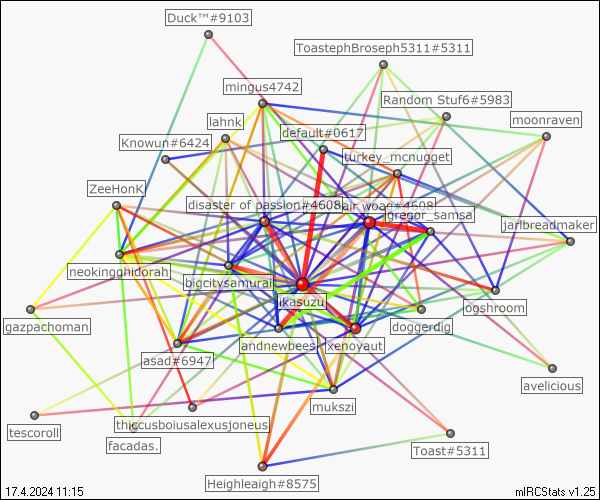 Duck™#9103
ToastephBroseph5311#5311
mingus4742
Random Stuf6#5983
lahnk
moonraven
default#0617
Knowun#6424
turkey_mcnugget
ZeeHonK
disaster of passion#4608
air_woar#4608
gregor_samsa
jarlbreadmaker
neokingghidorah
bigcitysamurai
ikasuzu
ogshroom
gazpachoman
doggerdig
andnewbees
xenoyaut
asad#6947
avelicious
mukszi
thiccusboiusalexusjoneus
tescoroll
facadas.
Toast#5311
Heighleaigh#8575
17.4.2024 11:15
mIRCStats v1.25